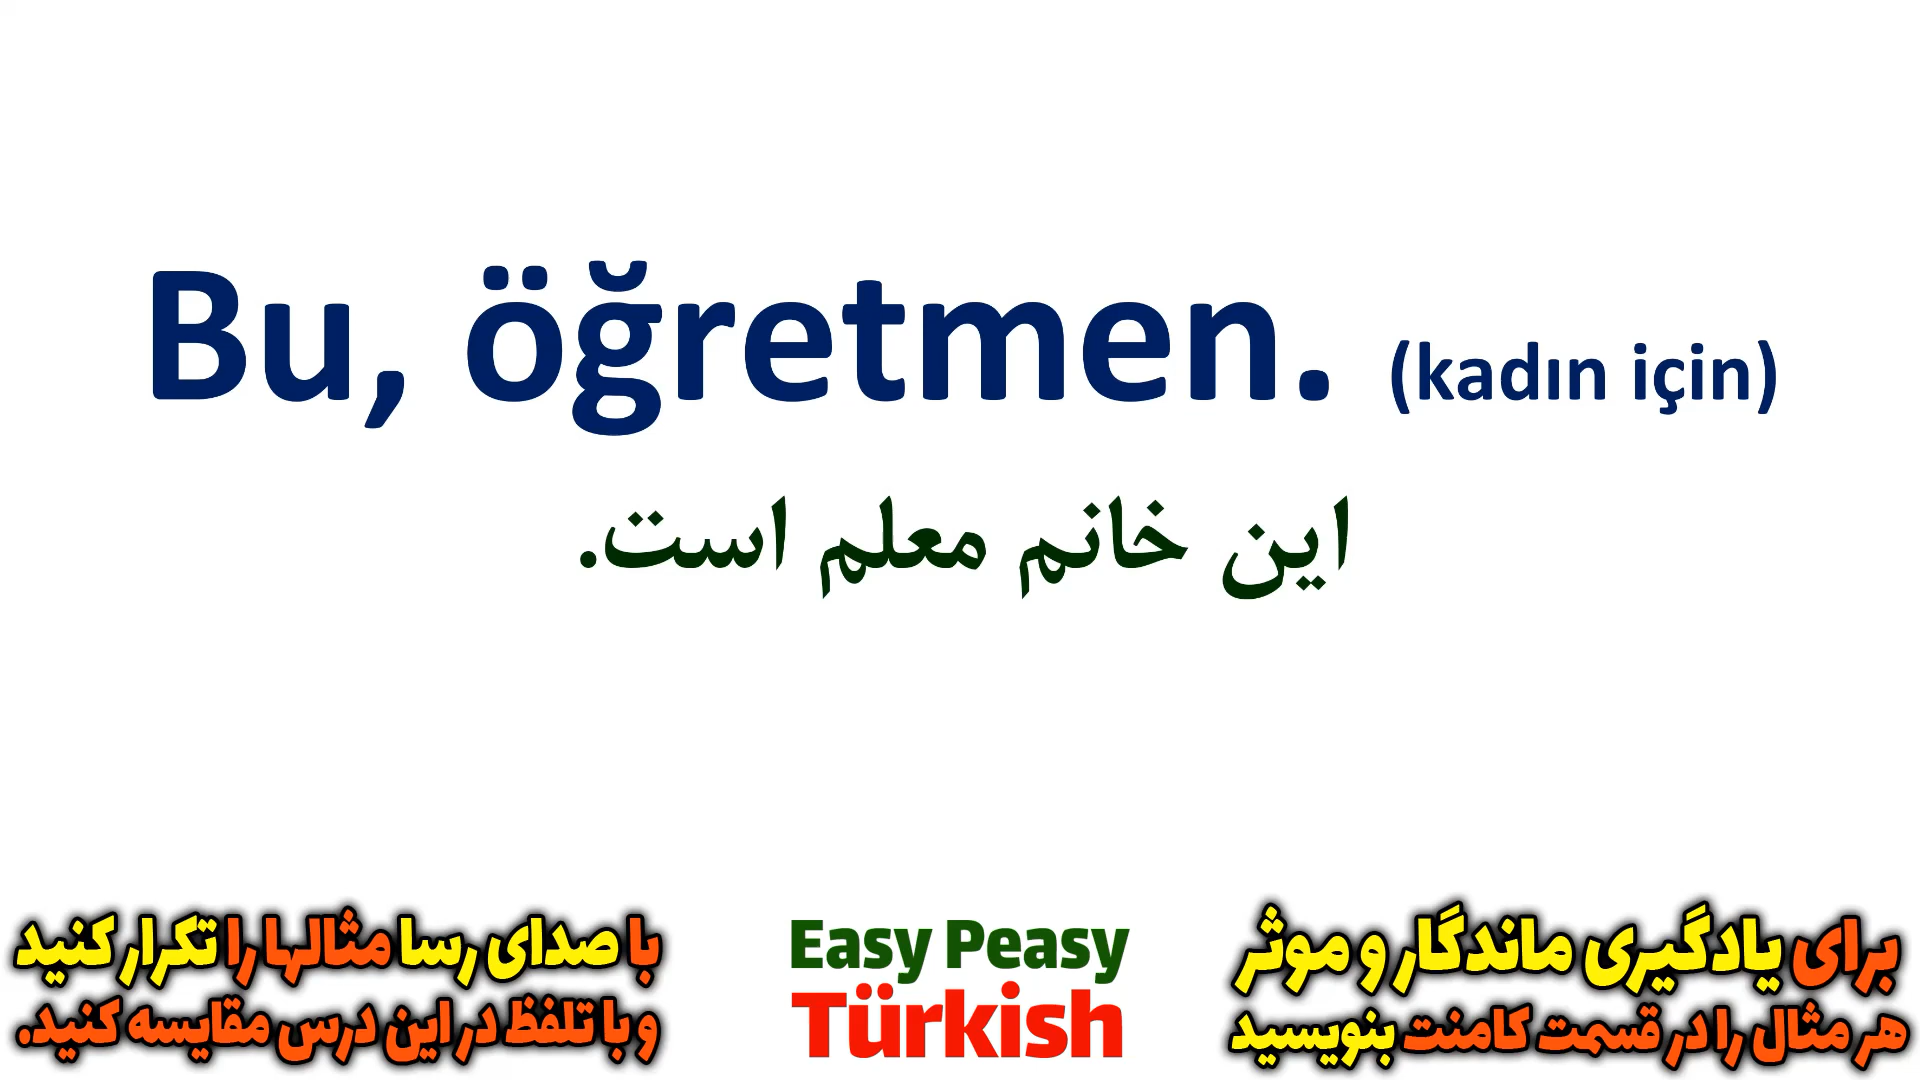 Bu, öğretmen. (kadın için)
این خانم معلم است.
برای یادگیری ماندگار و موثر
هر مثال را در قسمت کامنت بنویسید
Easy Peasy
Türkish
با صدای رسا مثالها را تکرار کنید
و با تلفظ در این درس مقایسه کنید.